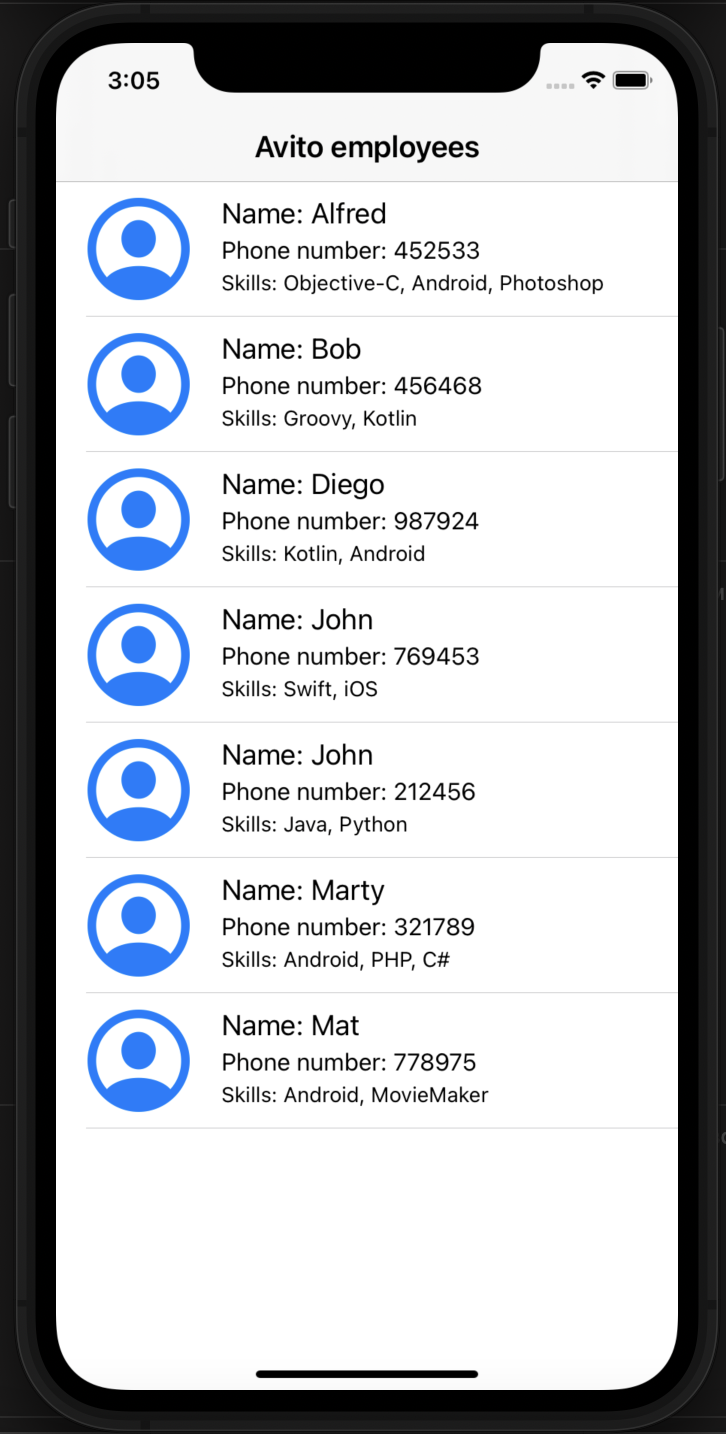 3:05
Avito employees
Name: Alfred
Phone number: 452533
Skills: Objective-C, Android, Photoshop
Name: Bob
Phone number: 456468
Skills: Groovy, Kotlin
Name: Diego
Phone number: 987924
Skills: Kotlin, Android
Name: John
Phone number: 769453
Skills: Swift, iOS
Name: John
Phone number: 212456
Skills: Java, Python
Name: Marty
Phone number: 321789
Skills: Android, PHP, C#
Name: Mat
Phone number: 778975
Skills: Android, MovieMaker